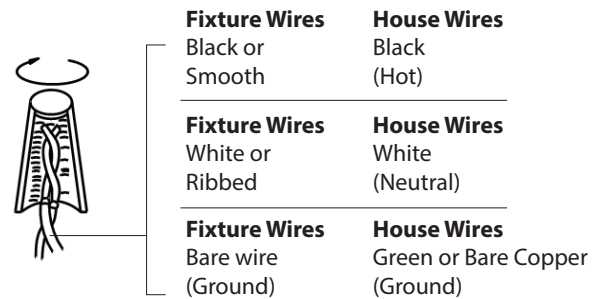 Fixture Wires House Wires
Black or Black
Smooth (Hot)
Fixture Wires House Wires
White or White
Ribbed (Neutral)
Fixture Wires House Wires
Bare wire Green or Bare Copper
(Ground) (Ground)